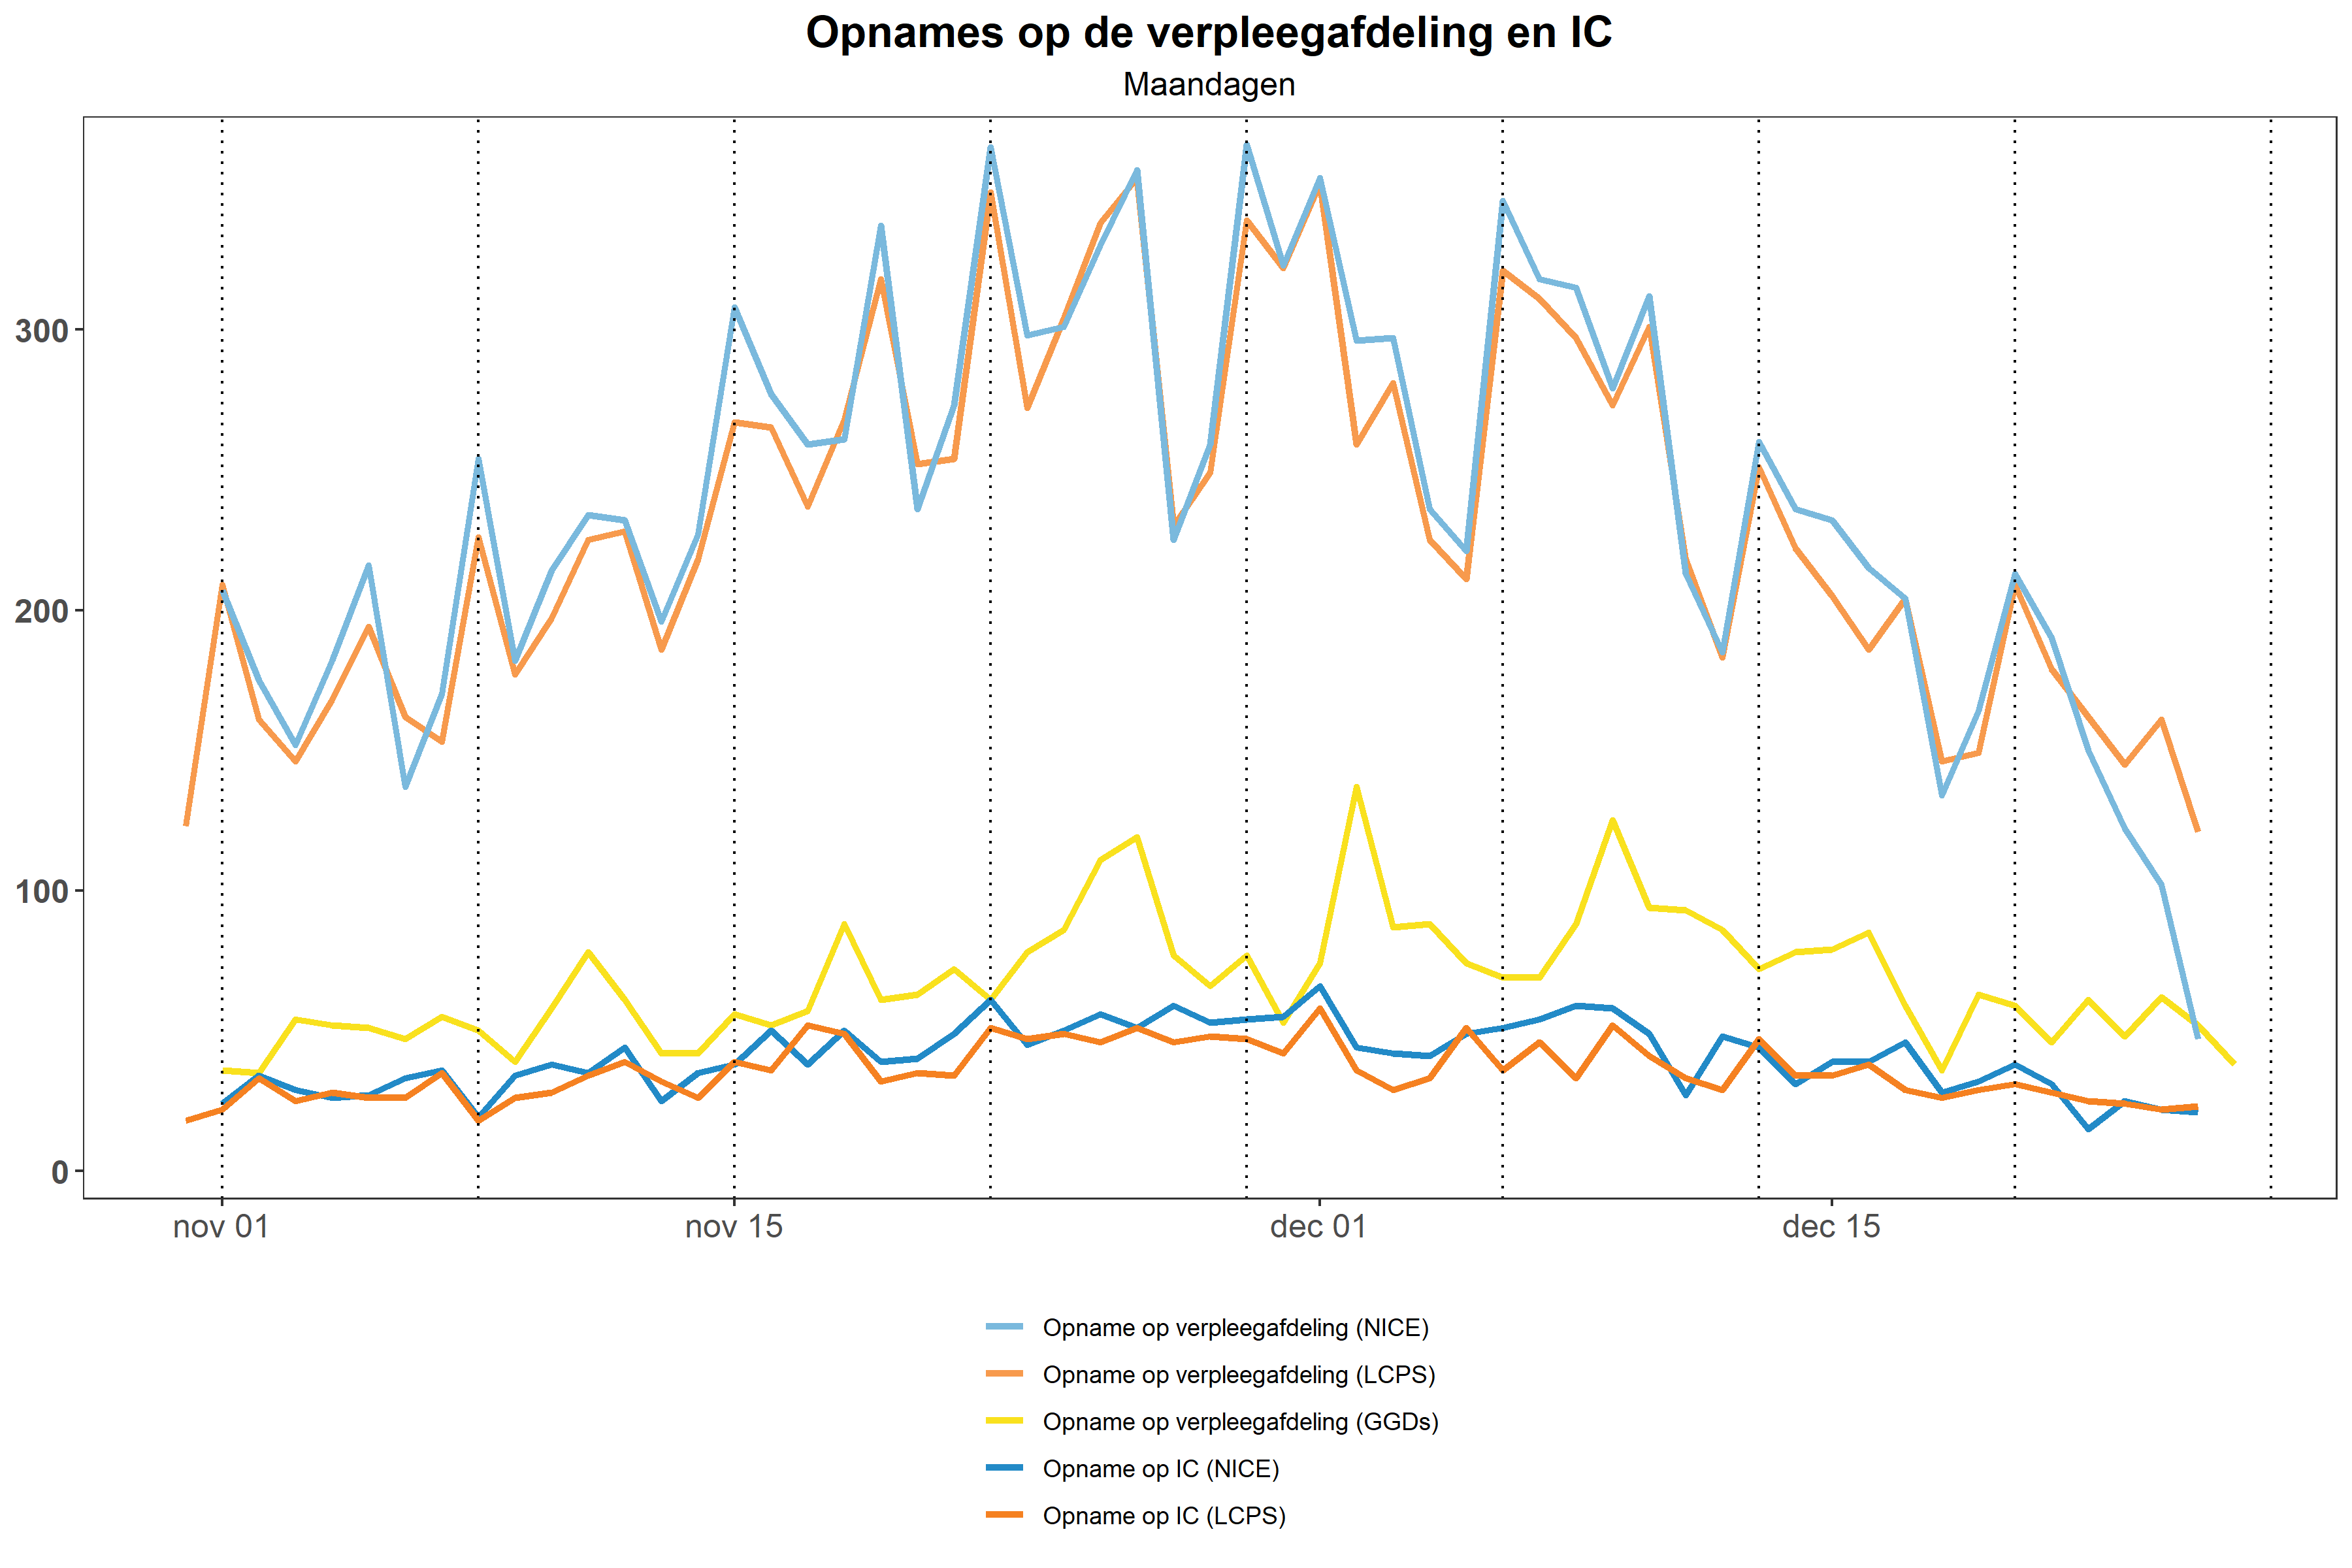 Opnames op de verpleegafdeling en IC
Maandagen
300
200
100
0
nov 01 nov 15 dec 01 dec 15
Opname op verpleegafdeling (NICE)
Opname op verpleegafdeling (LCPS)
Opname op verpleegafdeling (GGDs)
Opname op IC (NICE)
Opname op IC (LCPS)